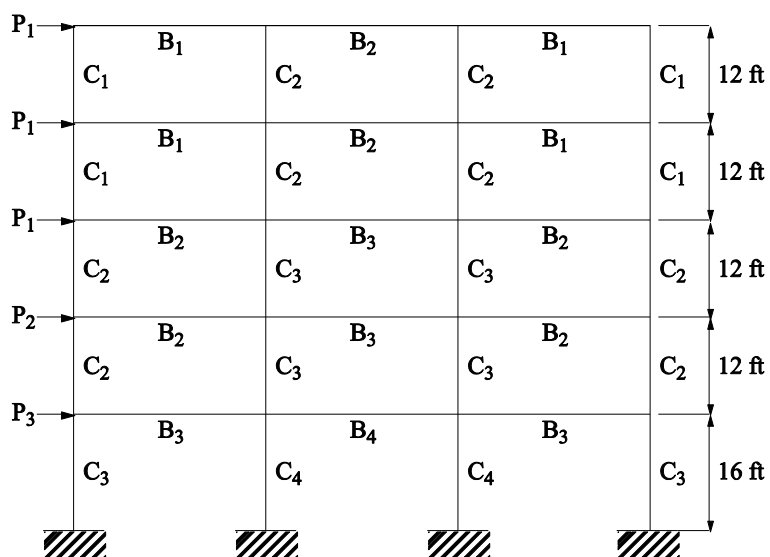 P₁
B₁ B₂ B₁
C₁ C₂ C₂ C₁ 12 ft
P₁
B₁ B₂ B₁
C₁ C₂ C₂ C₁ 12 ft
P₁
B₂ B₃ B₂
C₂ C₃ C₃ C₂ 12 ft
P₂
B₂ B₃ B₂
C₂ C₃ C₃ C₂ 12 ft
P₃
B₃ B₄ B₃
C₃ C₄ C₄ C₃ 16 ft